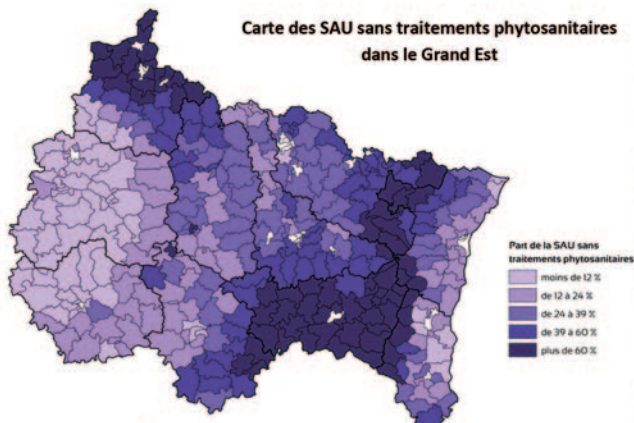 Carte des SAU sans traitements phytosanitaires
dans le Grand Est
Part de la SAU sans
traitements phytosanitaires
moins de 12 %
de 12 à 24 %
de 24 à 39 %
de 39 à 60 %
plus de 60 %